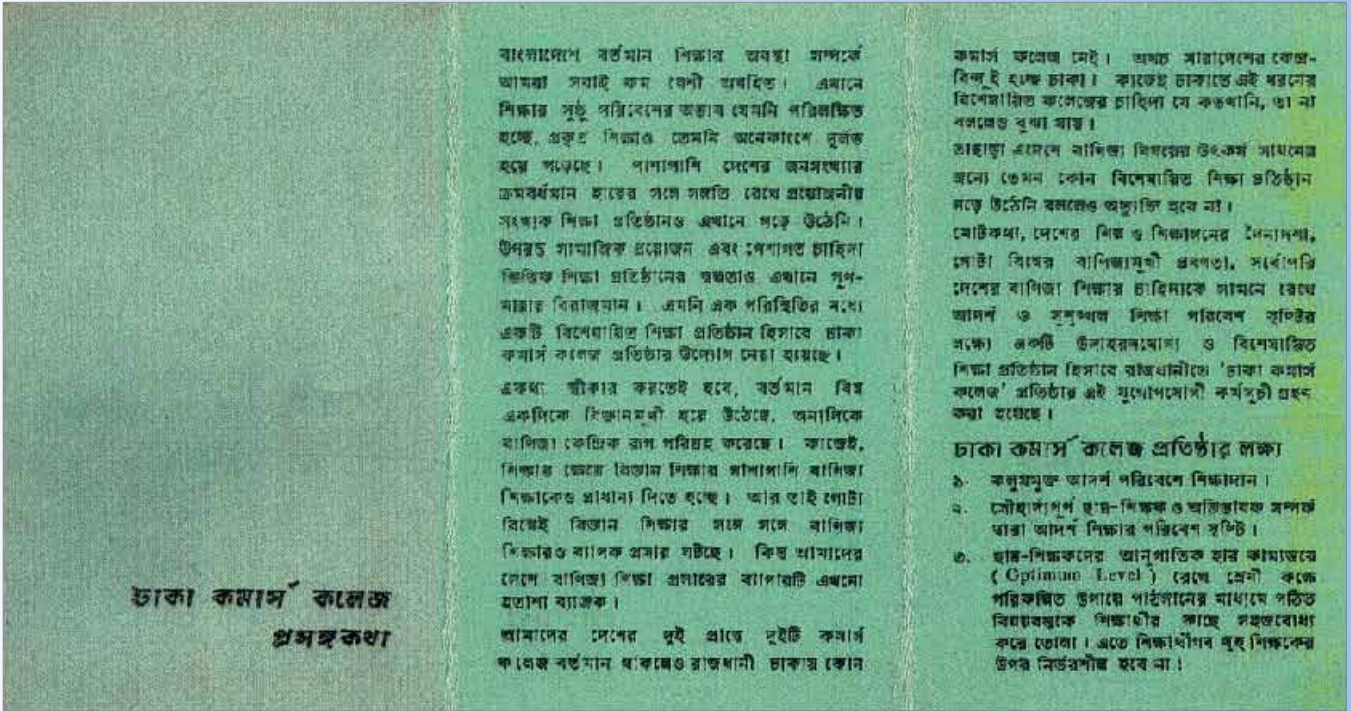 ঢাকা কমার্স কলেজ
প্রসঙ্গকথা
বাংলাদেশে বর্তমান শিক্ষার অবস্থা সম্পর্কে
আমরা সবাই কম বেশী অবহিত। এখানে
শিক্ষার সুষ্ঠু পরিবেশের অভাব যেমনি পরিলক্ষিত
হচ্ছে, প্রকৃত শিক্ষাও তেমনি অনেকাংশে দুর্লভ
হয়ে পড়েছে। পাশাপাশি দেশের জনসংখ্যার
ক্রমবর্ধমান হারের সঙ্গে সঙ্গতি রেখে প্রয়োজনীয়
সংখ্যক শিক্ষা প্রতিষ্ঠানও এখানে গড়ে উঠেনি।
উপরন্তু সামাজিক প্রয়োজন এবং পেশাগত চাহিদা
ভিত্তিক শিক্ষা প্রতিষ্ঠানের স্বল্পতাও এখানে পূর্ণ-
মাত্রায় বিরাজমান। এমনি এক পরিস্থিতির মধ্যে
একটি বিশেষায়িত শিক্ষা প্রতিষ্ঠান হিসাবে ঢাকা
কমার্স কলেজ প্রতিষ্ঠার উদ্যোগ নেয়া হয়েছে।
একথা স্বীকার করতেই হবে, বর্তমান বিশ্ব
একদিকে বিজ্ঞানমুখী হয়ে উঠেছে, অন্যদিকে
বাণিজ্য কেন্দ্রিক রূপ পরিগ্রহ করেছে। কাজেই,
শিক্ষার ক্ষেত্রে বিজ্ঞান শিক্ষার পাশাপাশি বাণিজ্য
শিক্ষাকেও প্রাধান্য দিতে হচ্ছে। আর তাই গোটা
বিশ্বেই বিজ্ঞান শিক্ষার সঙ্গে সঙ্গে বাণিজ্য
শিক্ষারও ব্যাপক প্রসার ঘটছে। কিন্তু আমাদের
দেশে বাণিজ্য শিক্ষা প্রসারের ব্যাপারটি এখনো
হতাশা ব্যাঞ্জক।
আমাদের দেশের দুই প্রান্তে দুইটি কমার্স
কলেজ বর্তমান থাকলেও রাজধানী ঢাকায় কোন
কমার্স কলেজ নেই। অথচ সারাদেশের কেন্দ্র-
বিন্দুই হচ্ছে ঢাকা। কাজেই ঢাকাতে এই ধরনের
বিশেষায়িত কলেজের চাহিদা যে কতখানি, তা না
বললেও বুঝা যায়।
তাছাড়া এদেশে বাণিজ্য বিষয়ের উৎকর্ষ সাধনের
জন্যে তেমন কোন বিশেষায়িত শিক্ষা প্রতিষ্ঠান
গড়ে উঠেনি বললেও অত্যুক্তি হবে না।
মোটকথা, দেশের শিল্প ও শিক্ষাঙ্গনের দৈন্যদশা,
গোটা বিশ্বের বাণিজ্যমুখী প্রবণতা, সর্বোপরি
দেশের বাণিজ্য শিক্ষার চাহিদাকে সামনে রেখে
আদর্শ ও সুশৃঙ্খল শিক্ষা পরিবেশ সৃষ্টির
লক্ষ্যে একটি উদাহরণযোগ্য ও বিশেষায়িত
শিক্ষা প্রতিষ্ঠান হিসাবে রাজধানীতে 'ঢাকা কমার্স
কলেজ' প্রতিষ্ঠার এই যুগোপযোগী কর্মসূচী গ্রহণ
করা হয়েছে।
ঢাকা কমার্স কলেজ প্রতিষ্ঠার লক্ষ্য
১. কলুষমুক্ত আদর্শ পরিবেশে শিক্ষাদান।
২. সৌহার্দ্যপূর্ণ ছাত্র-শিক্ষক ও অভিভাবক সম্পর্ক
দ্বারা আদর্শ শিক্ষার পরিবেশ সৃষ্টি।
৩. ছাত্র-শিক্ষকদের আনুপাতিক হার কাম্যস্তরে
( Optimum Level ) রেখে শ্রেণী কক্ষে
পরিকল্পিত উপায়ে পাঠদানের মাধ্যমে পঠিত
বিষয়বস্তুকে শিক্ষার্থীর কাছে সহজবোধ্য
করে তোলা। এতে শিক্ষার্থীগণ গৃহ শিক্ষকের
উপর নির্ভরশীল হবে না।